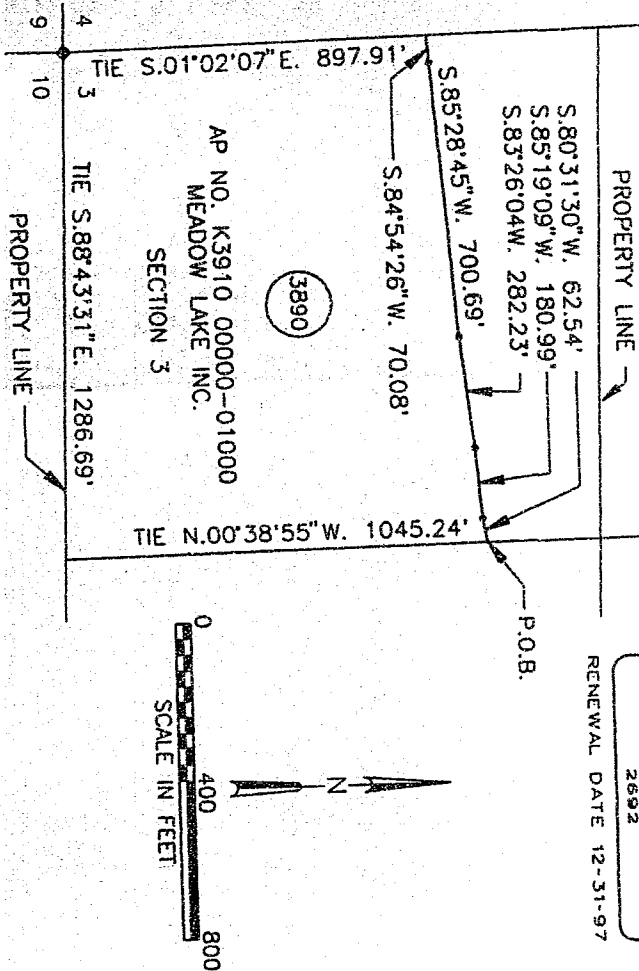 2692
RENEWAL DATE 12-31-97
PROPERTY LINE
S.80°31'30"W. 62.54'
S.85°19'09"W. 180.99'
S.83°26'04W. 282.23'
P.O.B.
S.85°28'45"W. 700.69'
S.84°54'26"W. 70.08'
TIE S.01°02'07"E. 897.91'
3890
AP NO. K3910 00000-01000
MEADOW LAKE INC.
SECTION 3
TIE N.00°38'55"W. 1045.24'
4 3
9 10
TIE S.88°43'31"E. 1286.69'
PROPERTY LINE
N
0 400 800
SCALE IN FEET